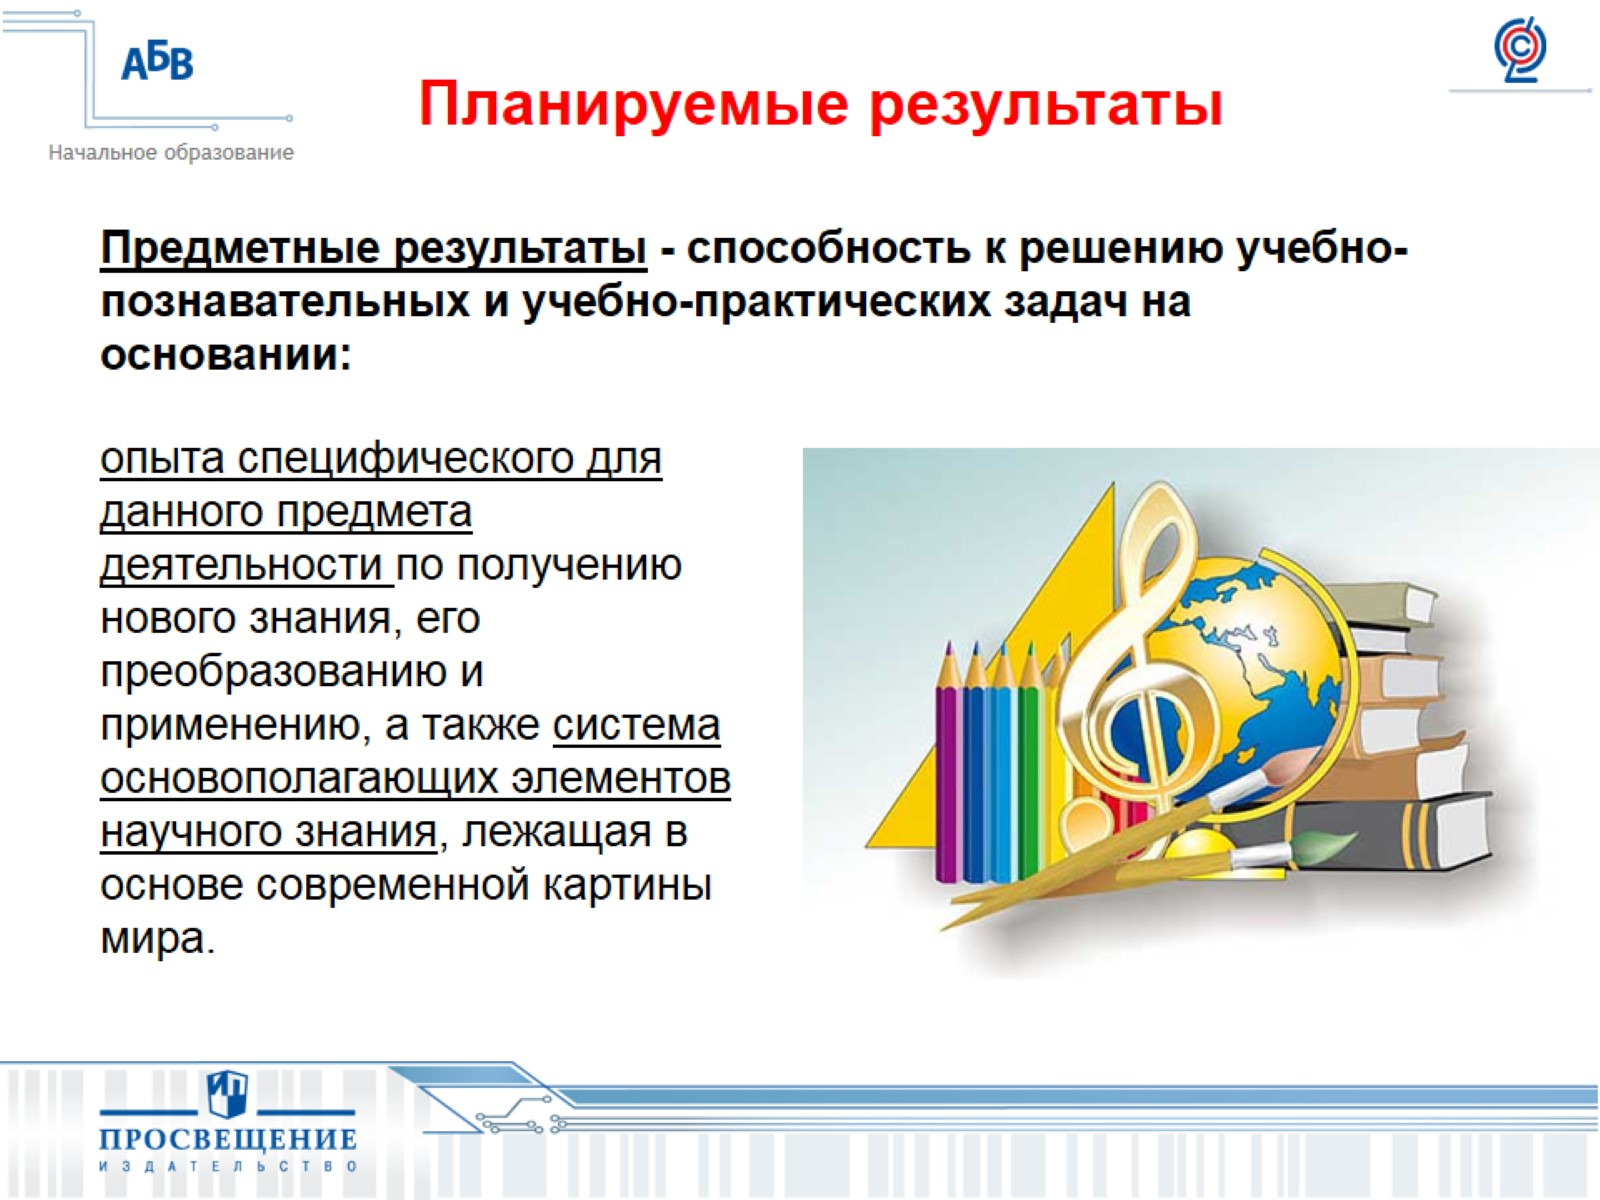 АБВ
Начальное образование
Планируемые результаты
Предметные результаты - способность к решению учебно-
познавательных и учебно-практических задач на
основании:
опыта специфического для
данного предмета
деятельности по получению
нового знания, его
преобразованию и
применению, а также система
основополагающих элементов
научного знания, лежащая в
основе современной картины
мира.
ИП
ПРОСВЕЩЕНИЕ
ИЗДАТЕЛЬСТВО